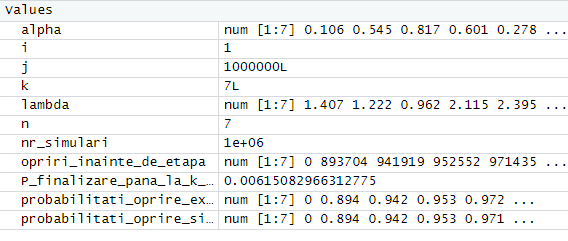 Values
alpha num [1:7] 0.106 0.545 0.817 0.601 0.278 ...
i 1
j 1000000L
k 7L
lambda num [1:7] 1.407 1.222 0.962 2.115 2.395 ...
n 7
nr_simulari 1e+06
opriri_inainte_de_etapa num [1:7] 0 893704 941919 952552 971435 ...
P_finalizare_pana_la_k_... 0.00615082966312775
probabilitati_oprire_ex... num [1:7] 0 0.894 0.942 0.953 0.972 ...
probabilitati_oprire_si... num [1:7] 0 0.894 0.942 0.953 0.971 ...